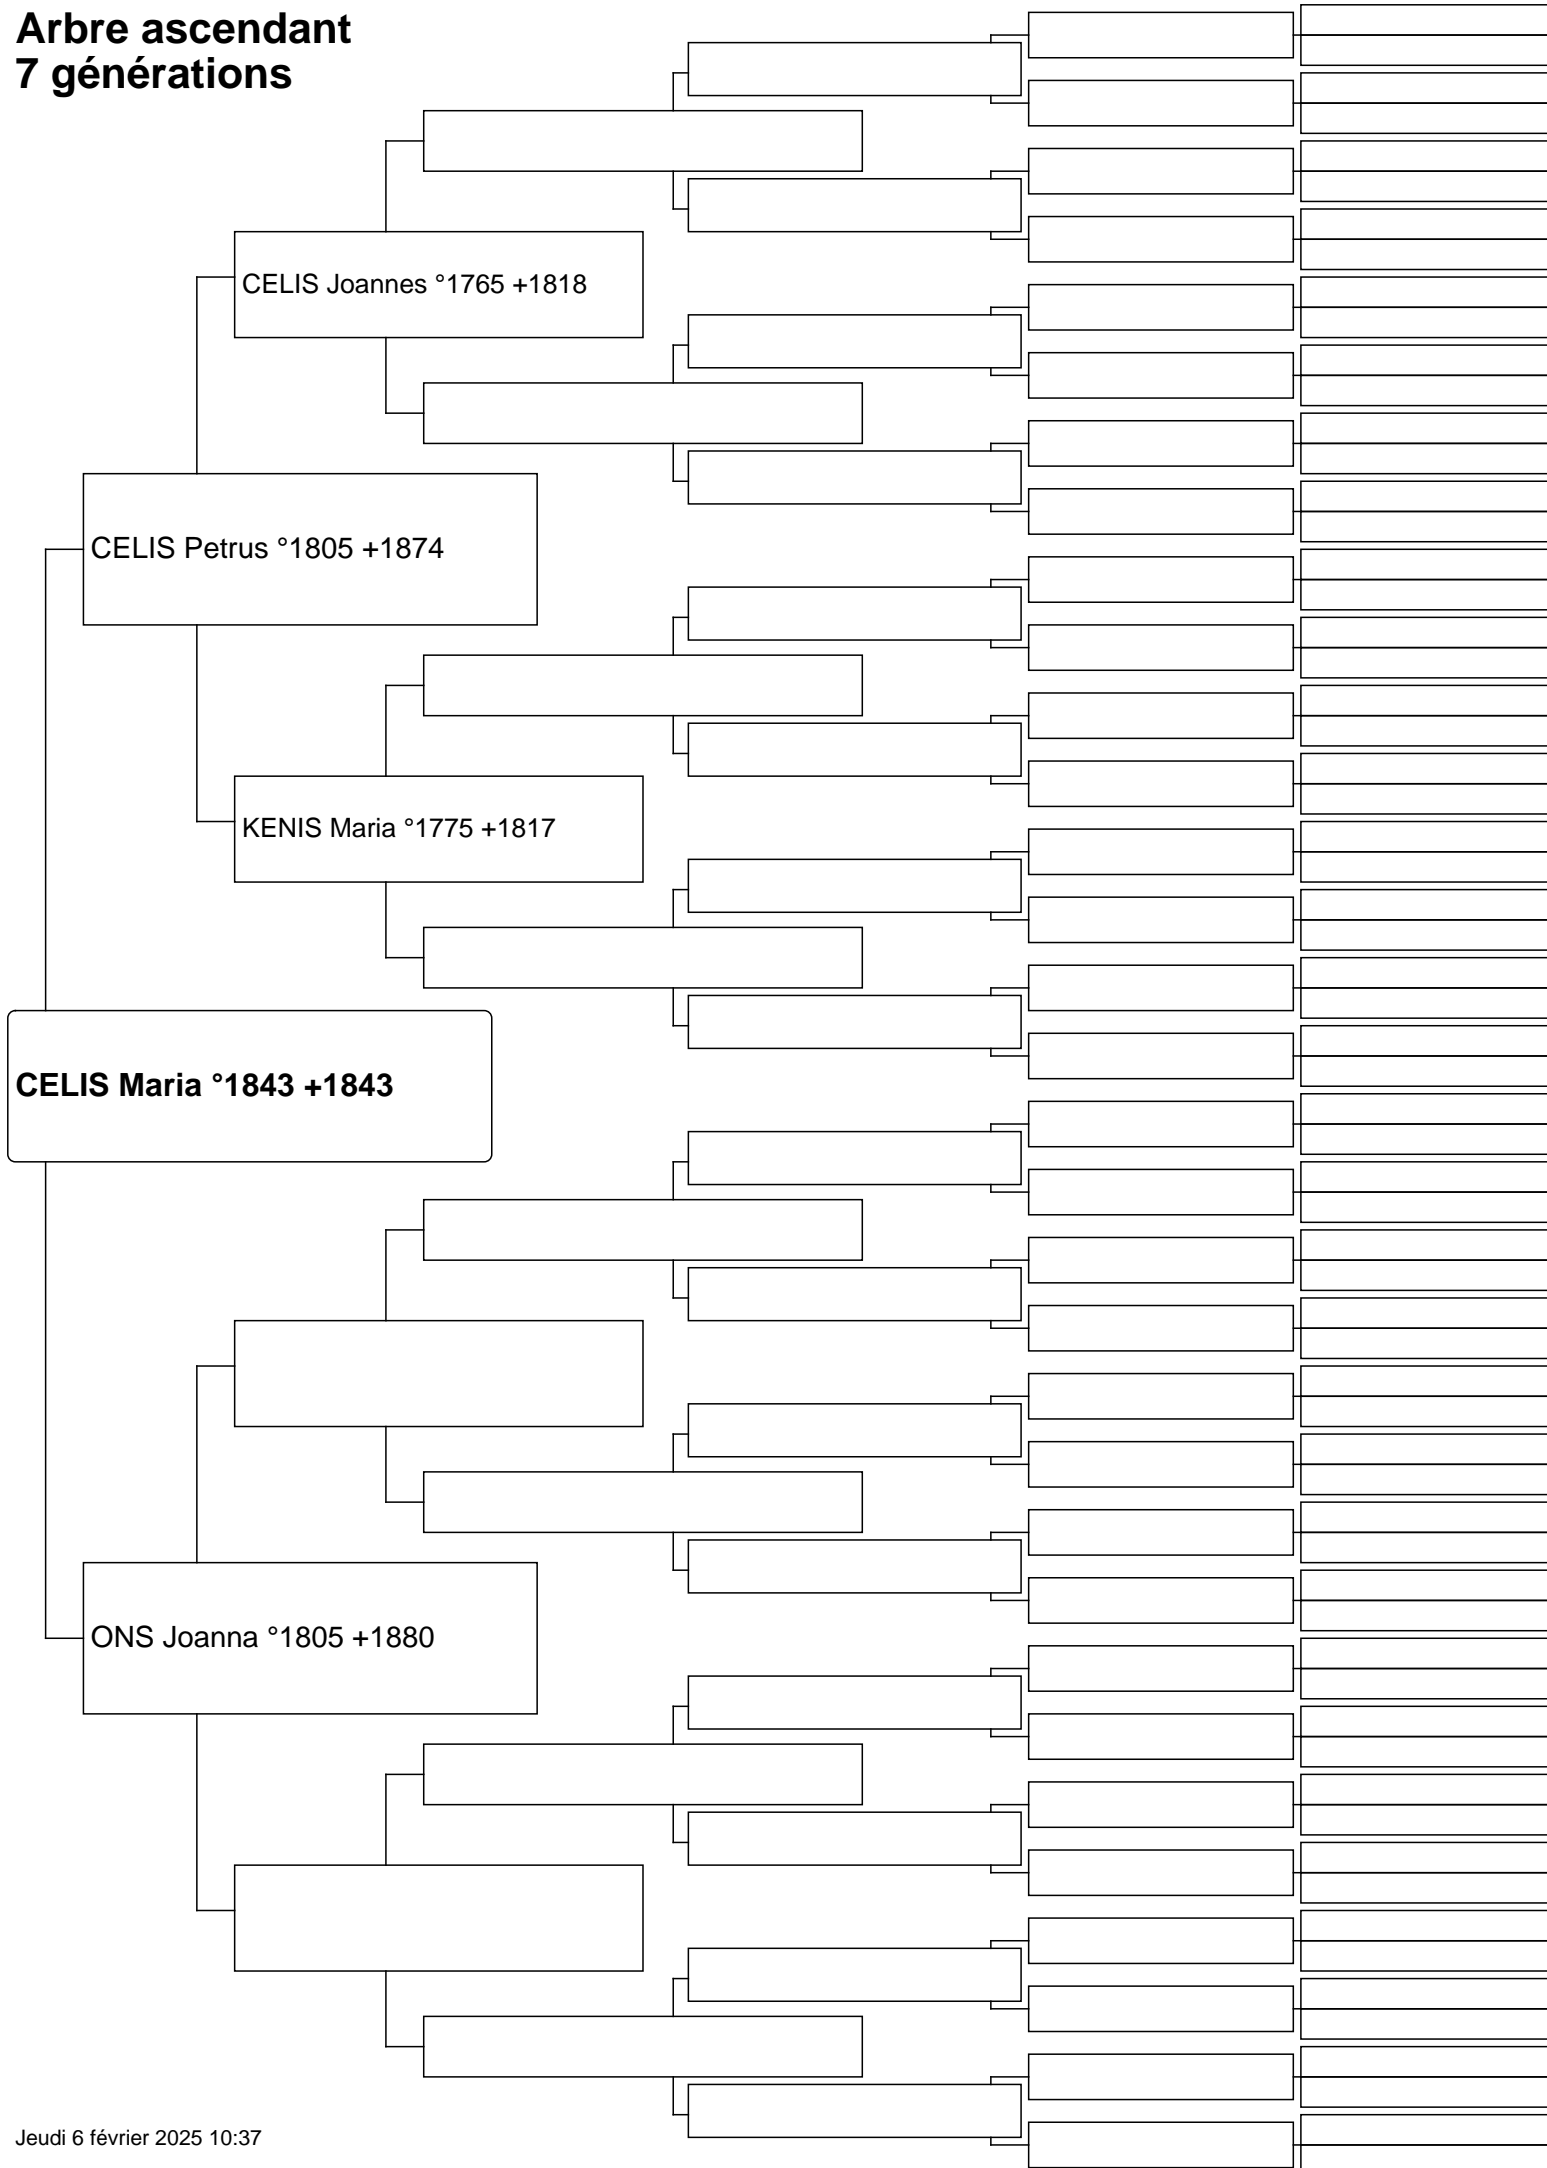 Arbre ascendant
7 générations
CELIS Joannes °1765 +1818
CELIS Petrus °1805 +1874
KENIS Maria °1775 +1817
CELIS Maria °1843 +1843
ONS Joanna °1805 +1880
Jeudi 6 février 2025 10:37